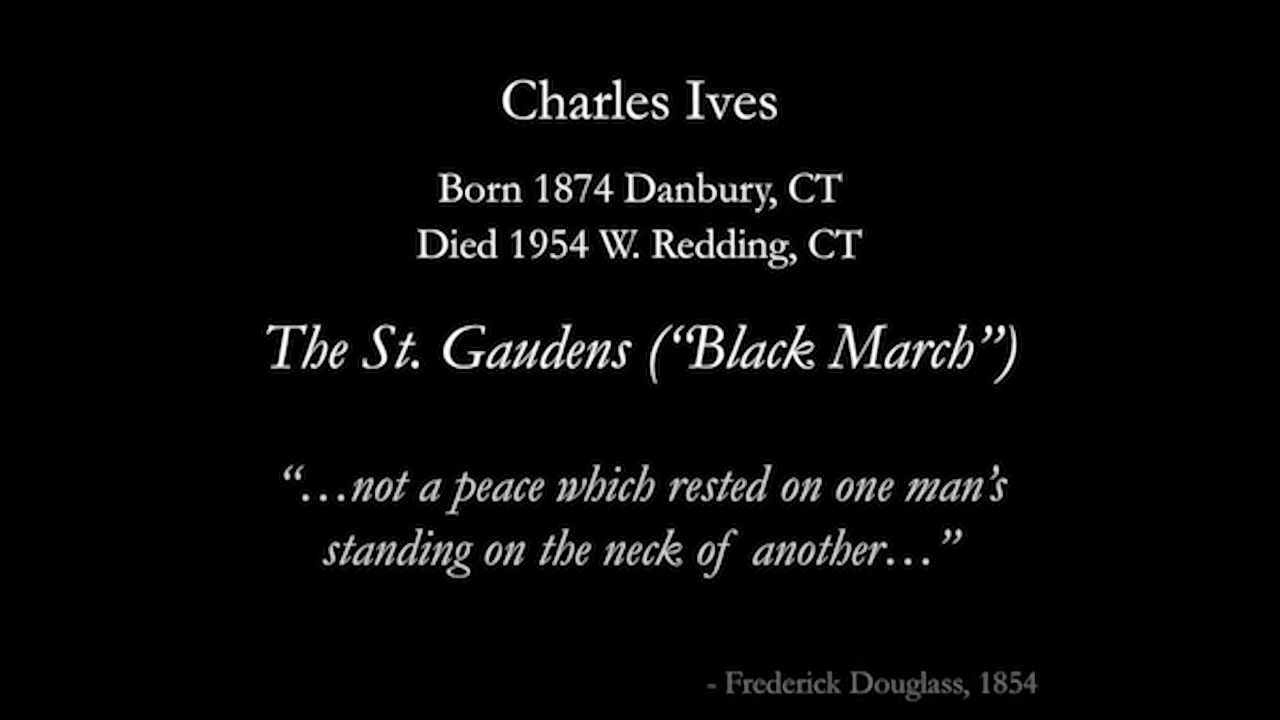 Charles Ives
Born 1874 Danbury, CT
Died 1954 W. Redding, CT
The St. Gaudens (“Black March”)
“…not a peace which rested on one man’s
standing on the neck of another…”
- Frederick Douglass, 1854